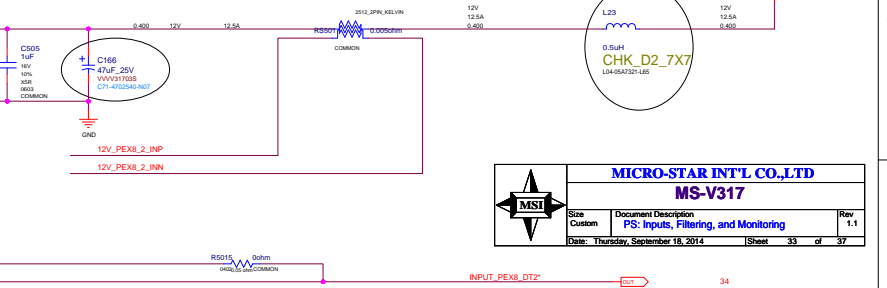 2512_2PIN_KELVIN
0.400 12V 12.5A
RS501 0.005ohm
COMMON
12V
12.5A
0.400
L23
0.5uH
CHK_D2_7X7
L04-05A7321-L65
12V
12.5A
0.400
C505
1uF
16V
10%
X5R
0603
COMMON
C166
47uF_25V
VVVV31703S
C71-4702540-N07
GND
12V_PEX8_2_INP
12V_PEX8_2_INN
MSI
MICRO-STAR INT'L CO.,LTD
MS-V317
Size
Custom
Document Description
PS: Inputs, Filtering, and Monitoring
Rev
1.1
Date: Thursday, September 18, 2014 Sheet 33 of 37
R5015 0ohm
0402 0.05 ohm COMMON
INPUT_PEX8_DT2* OUT 34